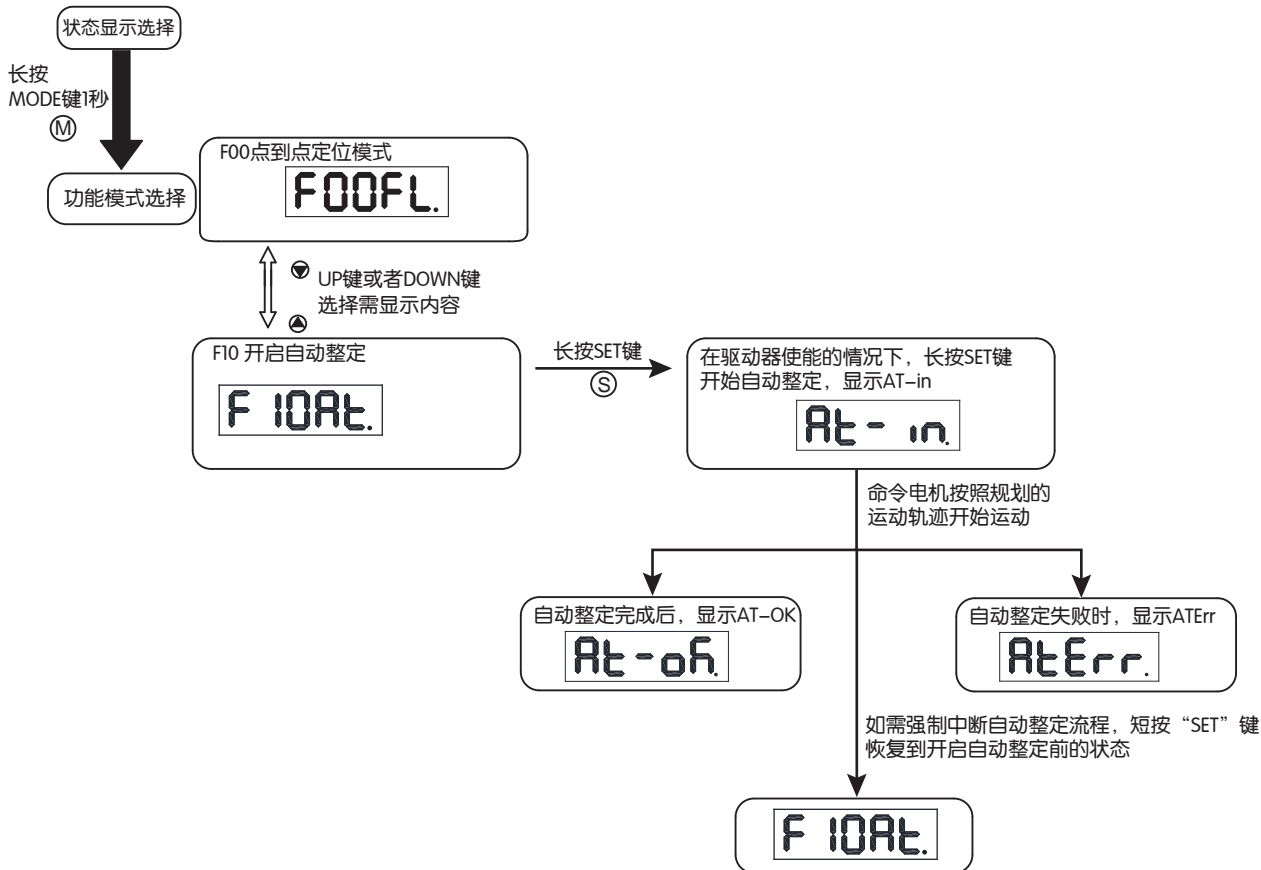 状态显示选择
长按
MODE键1秒
M
功能模式选择
F00点到点定位模式
F00FL.
UP键或者DOWN键
选择需显示内容
F10 开启自动整定
F 10At.
长按SET键
S
在驱动器使能的情况下，长按SET键
开始自动整定，显示AT-in
At- in.
命令电机按照规划的
运动轨迹开始运动
自动整定完成后，显示AT-OK
At-oK.
自动整定失败时，显示ATErr
AtErr.
如需强制中断自动整定流程，短按“SET”键
恢复到开启自动整定前的状态
F 10At.